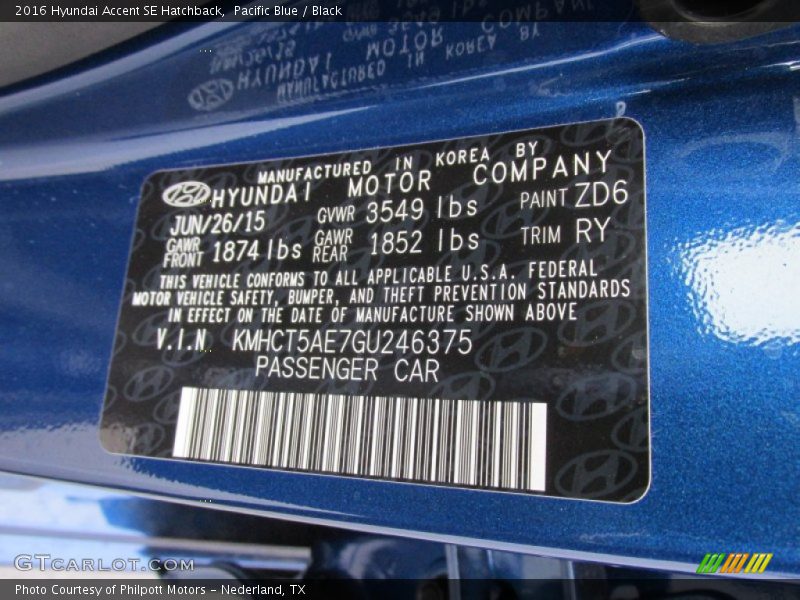 2016 Hyundai Accent SE Hatchback, Pacific Blue / Black
MANUFACTURED IN KOREA BY
HYUNDAI MOTOR COMPANY
JUN/26/15 GVWR 3549 lbs PAINT ZD6
GAWR FRONT 1874 lbs GAWR REAR 1852 lbs TRIM RY
THIS VEHICLE CONFORMS TO ALL APPLICABLE U.S.A. FEDERAL
MOTOR VEHICLE SAFETY, BUMPER, AND THEFT PREVENTION STANDARDS
IN EFFECT ON THE DATE OF MANUFACTURE SHOWN ABOVE
V.I.N KMHCT5AE7GU246375
PASSENGER CAR
GTCarLot.com
Photo Courtesy of Philpott Motors - Nederland, TX